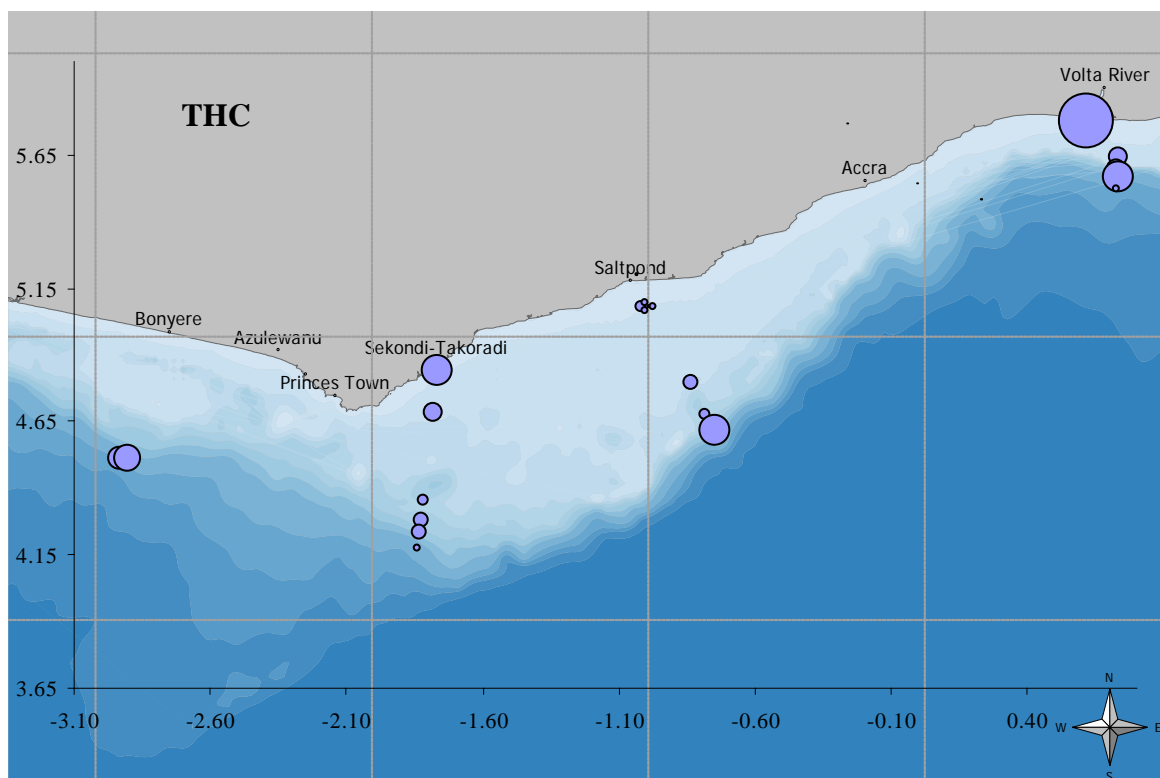 Volta River
THC
5.65
Accra
Saltpond
5.15
Bonyere
Azulewanu
Sekondi-Takoradi
Princes Town
4.65
4.15
3.65
-3.10 -2.60 -2.10 -1.60 -1.10 -0.60 -0.10 0.40
N
W E
S